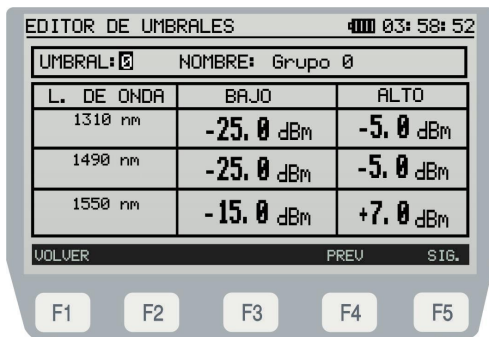 EDITOR DE UMBRALES 03:58:52
UMBRAL:0 NOMBRE: Grupo 0
L. DE ONDA BAJO ALTO
1310 nm -25.0 dBm -5.0 dBm
1490 nm -25.0 dBm -5.0 dBm
1550 nm -15.0 dBm +7.0 dBm
VOLVER PREV SIG.
F1 F2 F3 F4 F5